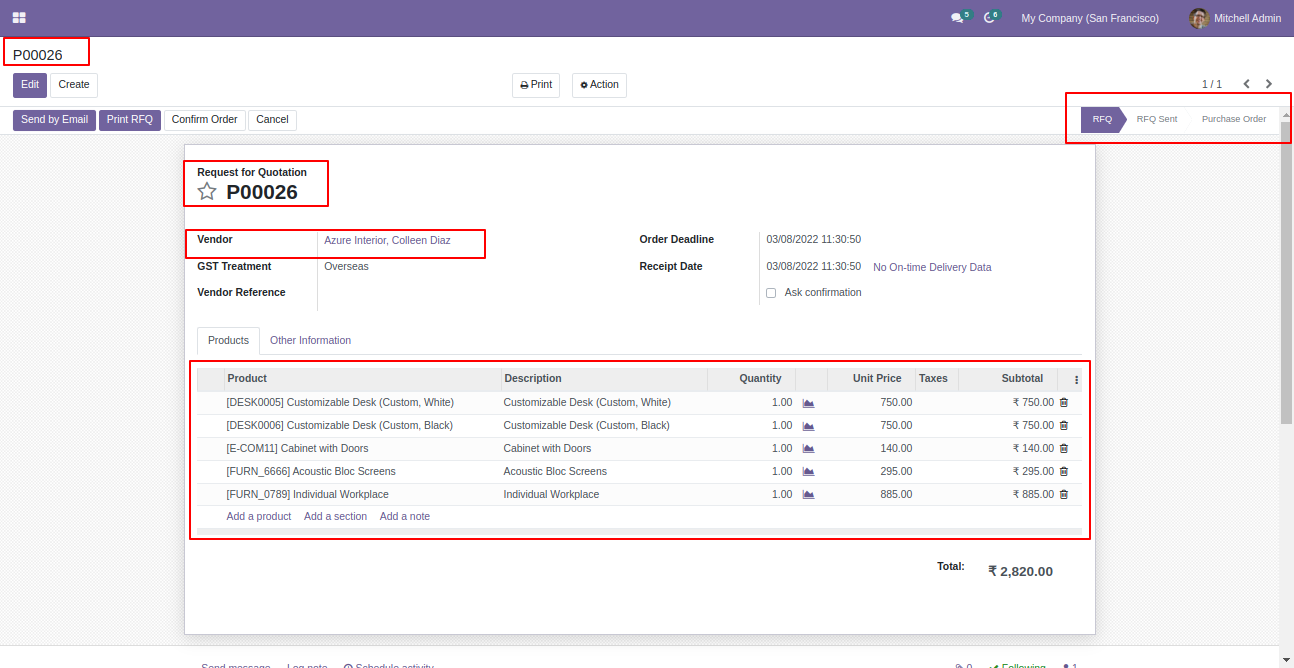 5 6 My Company (San Francisco) Mitchell Admin
P00026
Edit Create Print Action 1 / 1
Send by Email Print RFQ Confirm Order Cancel RFQ RFQ Sent Purchase Order
Request for Quotation
P00026
Vendor Azure Interior, Colleen Diaz Order Deadline 03/08/2022 11:30:50
GST Treatment Overseas Receipt Date 03/08/2022 11:30:50 No On-time Delivery Data
Vendor Reference Ask confirmation
Products Other Information
Product Description Quantity Unit Price Taxes Subtotal
[DESK0005] Customizable Desk (Custom, White) Customizable Desk (Custom, White) 1.00 750.00 ₹ 750.00
[DESK0006] Customizable Desk (Custom, Black) Customizable Desk (Custom, Black) 1.00 750.00 ₹ 750.00
[E-COM11] Cabinet with Doors Cabinet with Doors 1.00 140.00 ₹ 140.00
[FURN_6666] Acoustic Bloc Screens Acoustic Bloc Screens 1.00 295.00 ₹ 295.00
[FURN_0789] Individual Workplace Individual Workplace 1.00 885.00 ₹ 885.00
Add a product Add a section Add a note
Total: ₹ 2,820.00
Send message Log note Schedule activity 0 Following 1